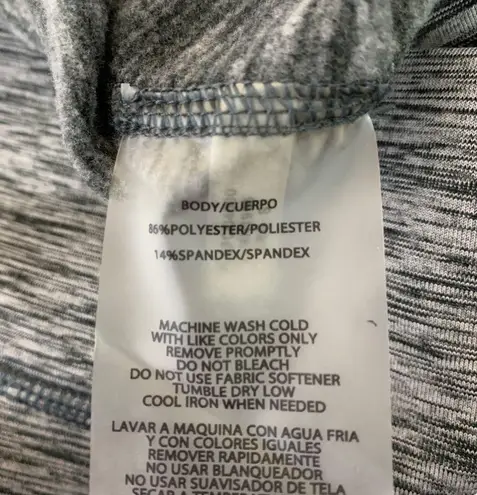 BODY/CUERPO
86%POLYESTER/POLIESTER
14%SPANDEX/SPANDEX
MACHINE WASH COLD
WITH LIKE COLORS ONLY
REMOVE PROMPTLY
DO NOT BLEACH
DO NOT USE FABRIC SOFTENER
TUMBLE DRY LOW
COOL IRON WHEN NEEDED
LAVAR A MAQUINA CON AGUA FRIA
Y CON COLORES IGUALES
REMOVER RAPIDAMENTE
NO USAR BLANQUEADOR
NO USAR SUAVISADOR DE TELA
SECAR A